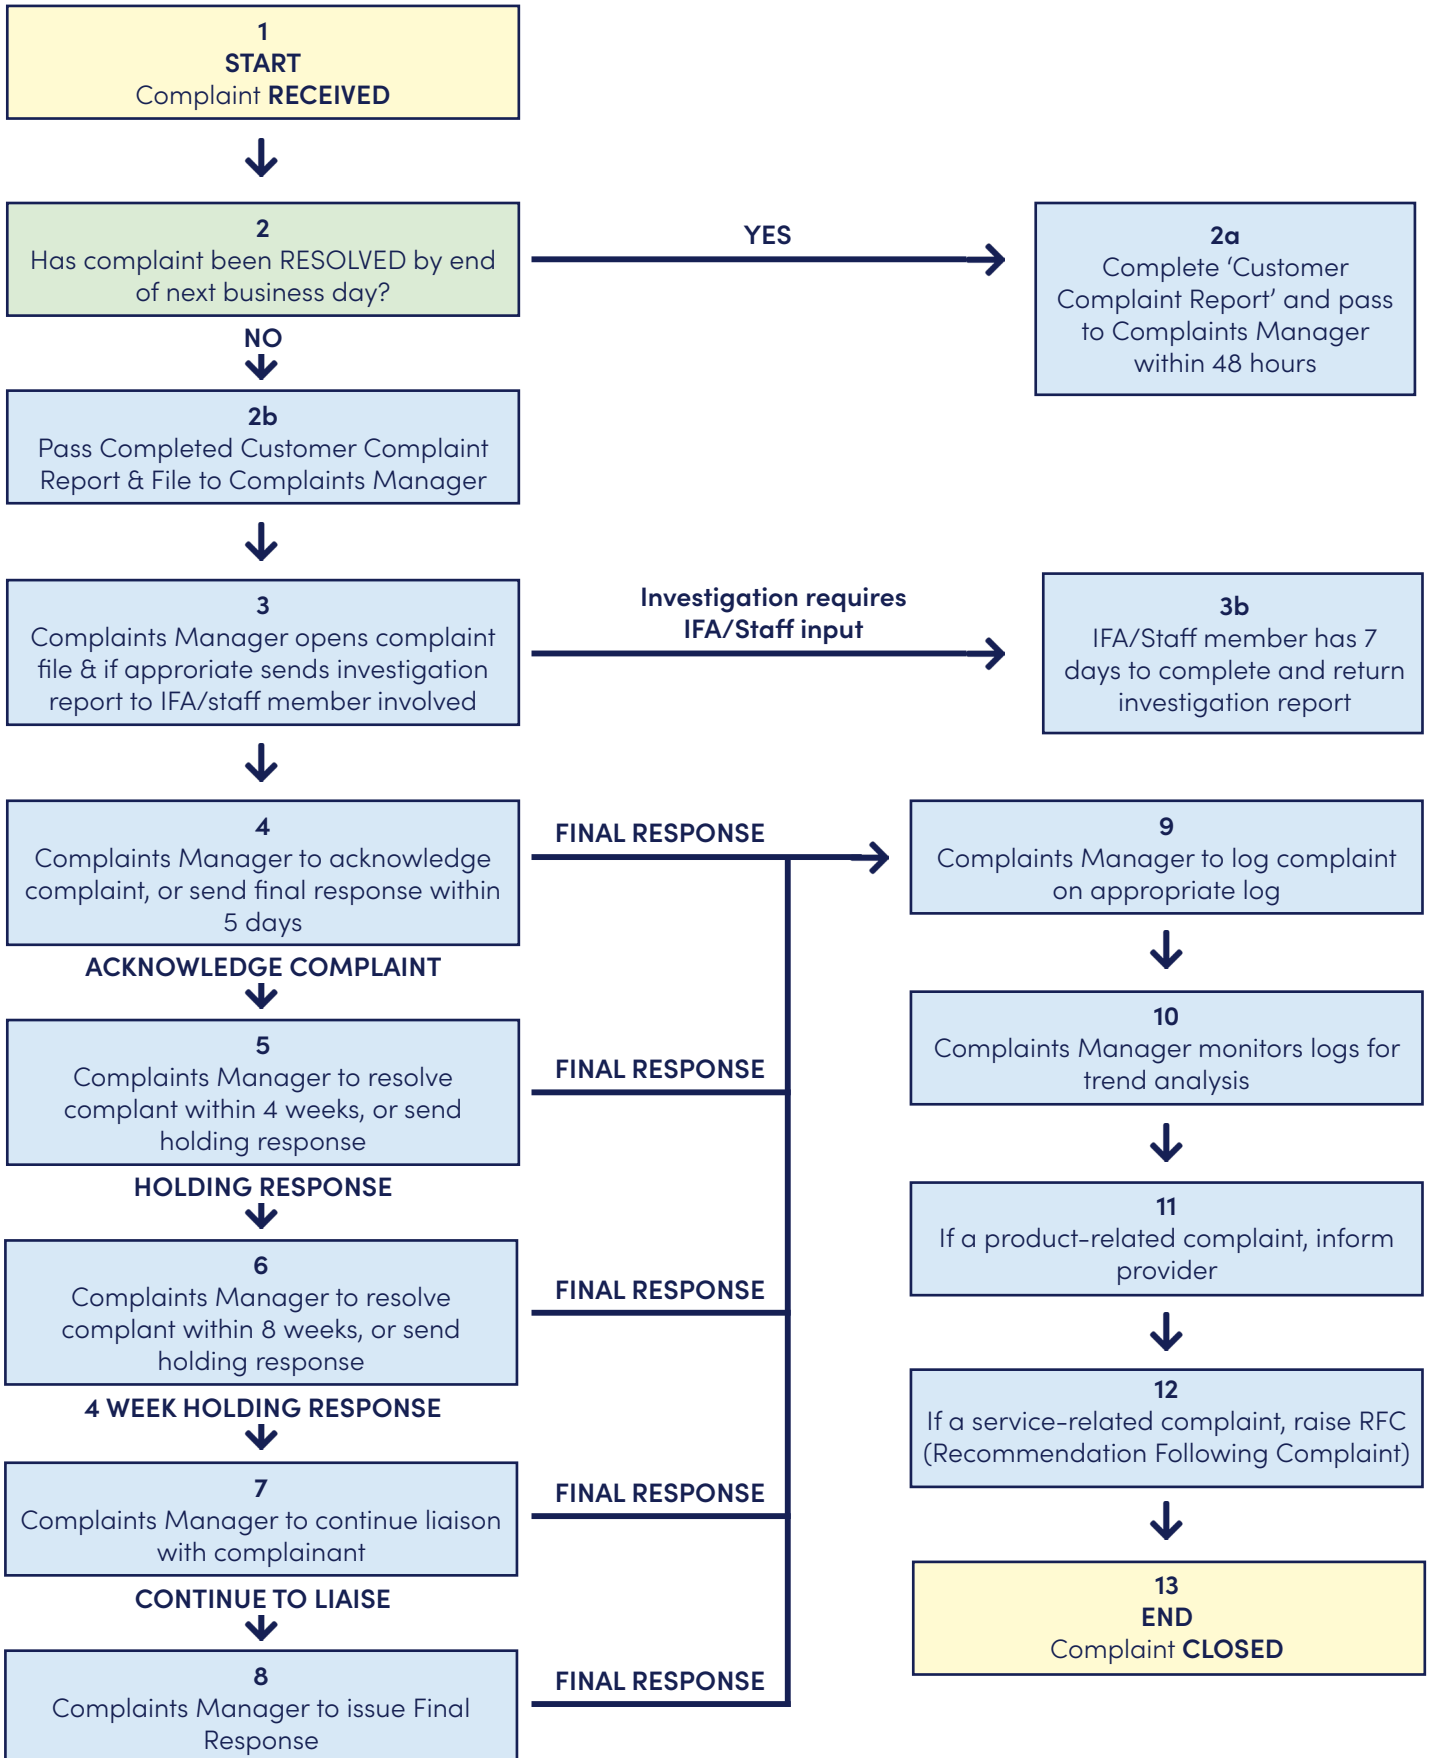 1
START
Complaint RECEIVED
2
Has complaint been RESOLVED by end
of next business day?
YES
2a
Complete ‘Customer
Complaint Report’ and pass
to Complaints Manager
within 48 hours
NO
2b
Pass Completed Customer Complaint
Report & File to Complaints Manager
3
Complaints Manager opens complaint
file & if approriate sends investigation
report to IFA/staff member involved
Investigation requires
IFA/Staff input
3b
IFA/Staff member has 7
days to complete and return
investigation report
4
Complaints Manager to acknowledge
complaint, or send final response within
5 days
FINAL RESPONSE
ACKNOWLEDGE COMPLAINT
5
Complaints Manager to resolve
complant within 4 weeks, or send
holding response
FINAL RESPONSE
HOLDING RESPONSE
6
Complaints Manager to resolve
complant within 8 weeks, or send
holding response
FINAL RESPONSE
4 WEEK HOLDING RESPONSE
7
Complaints Manager to continue liaison
with complainant
FINAL RESPONSE
CONTINUE TO LIAISE
8
Complaints Manager to issue Final
Response
FINAL RESPONSE
9
Complaints Manager to log complaint
on appropriate log
10
Complaints Manager monitors logs for
trend analysis
11
If a product-related complaint, inform
provider
12
If a service-related complaint, raise RFC
(Recommendation Following Complaint)
13
END
Complaint CLOSED